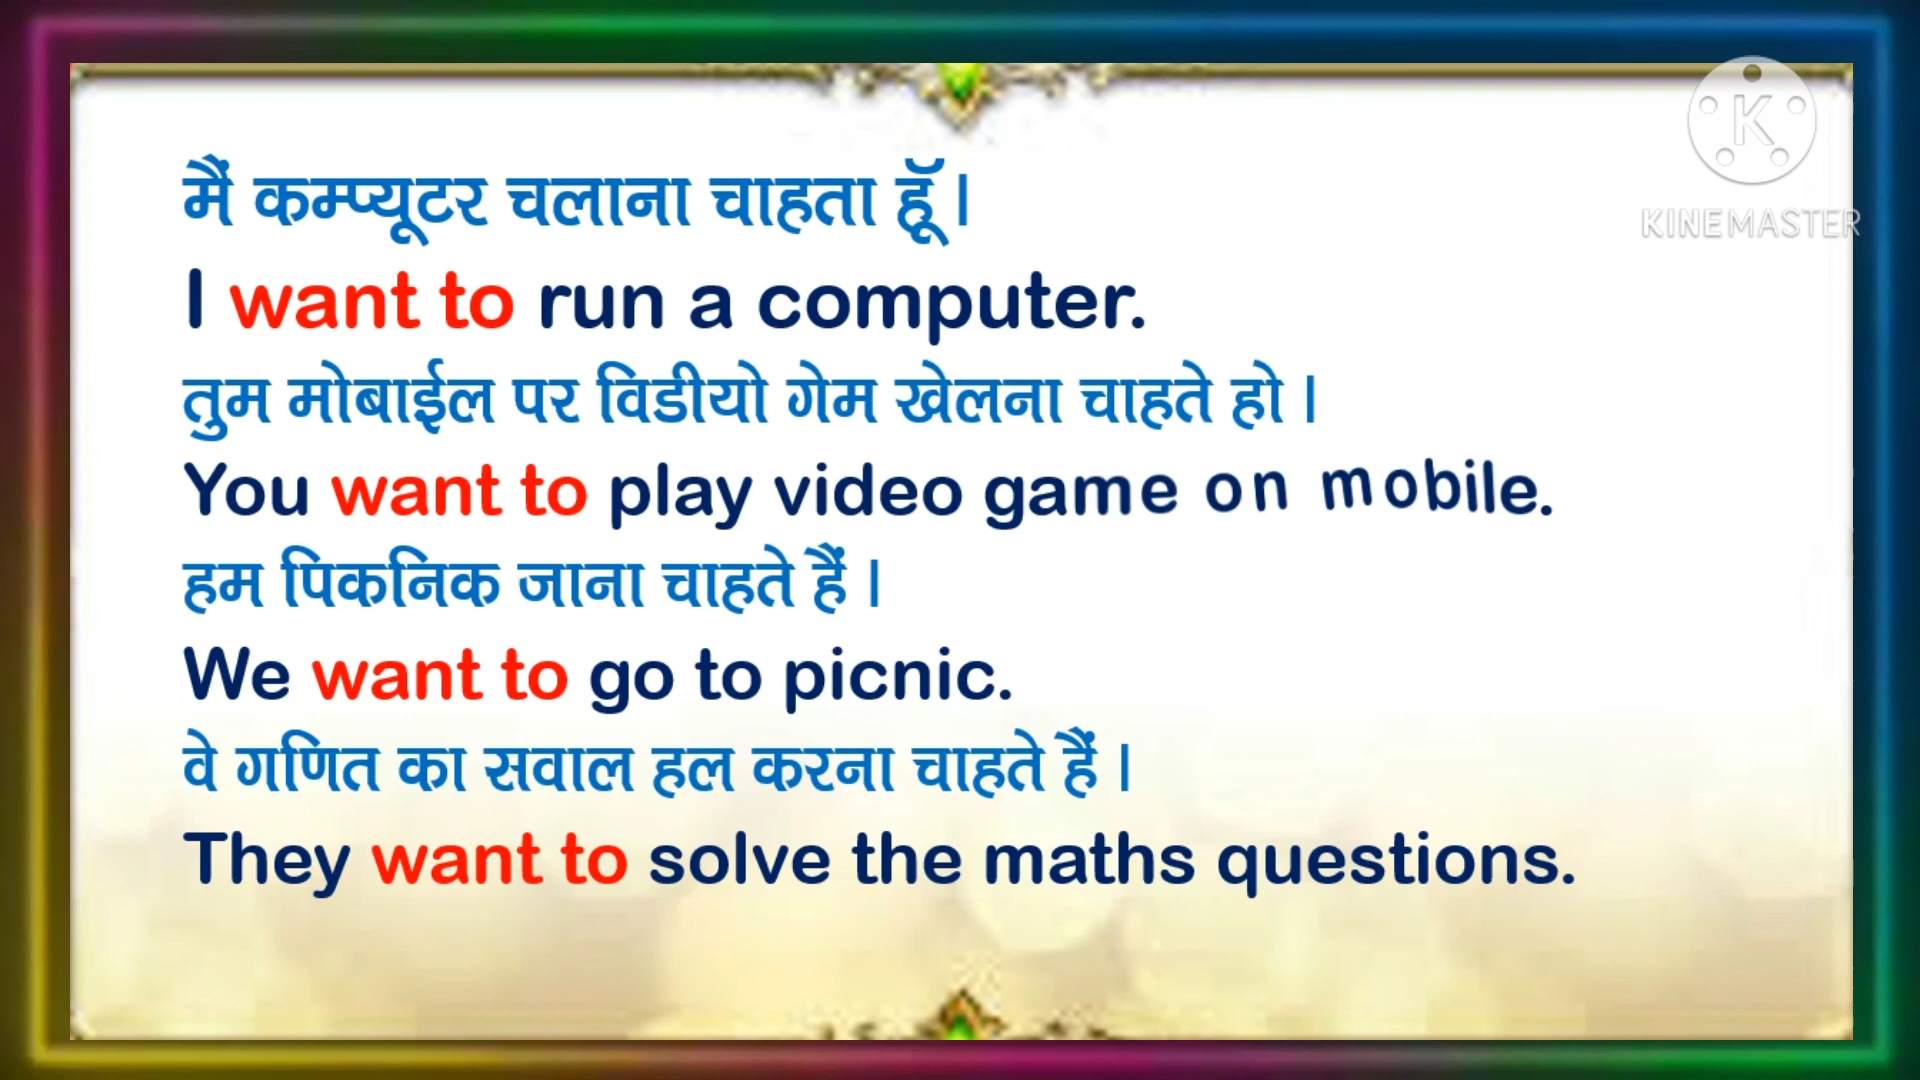 मैं कम्प्यूटर चलाना चाहता हूॅं।
I want to run a computer.
तुम मोबाईल पर विडीयो गेम खेलना चाहते हो।
You want to play video game on mobile.
हम पिकनिक जाना चाहते हैं।
We want to go to picnic.
वे गणित का सवाल हल करना चाहते हैं।
They want to solve the maths questions.
K
KINEMASTER